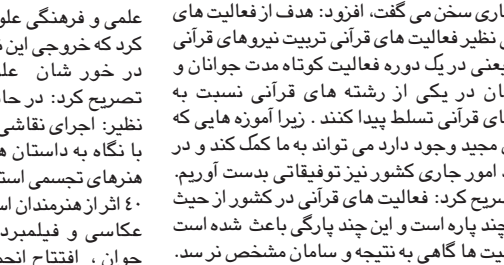 اری سخن می گفت، افزود: هدف از فعالیت های
نظیر فعالیت های قرآنی تربیت نیروهای قرآنی
یعنی در یک دوره فعالیت کوتاه مدت جوانان و
ان در یکی از رشته های قرآنی نسبت به
ای قرآنی تسلط پیدا کنند . زیرا آموزه هایی که
مجید وجود دارد می تواند به ما کمک کند و در
امور جاری کشور نیز توفیقاتی بدست آوریم.
ریح کرد: فعالیت های قرآنی در کشور از حیث
چند پاره است و این چند پارگی باعث شده است
یت ها گاهی به نتیجه و سامان مشخص نرسد.
علمی و فرهنگی علو
کرد که خروجی این
در خور شان عل
تصریح کرد: در حا
نظیر: اجرای نقاشی
با نگاه به داستان ه
هنرهای تجسمی است
٤٠ اثر از هنرمندان اس
عکاسی و فیلمبرد
جوان ، افتتاح انجم